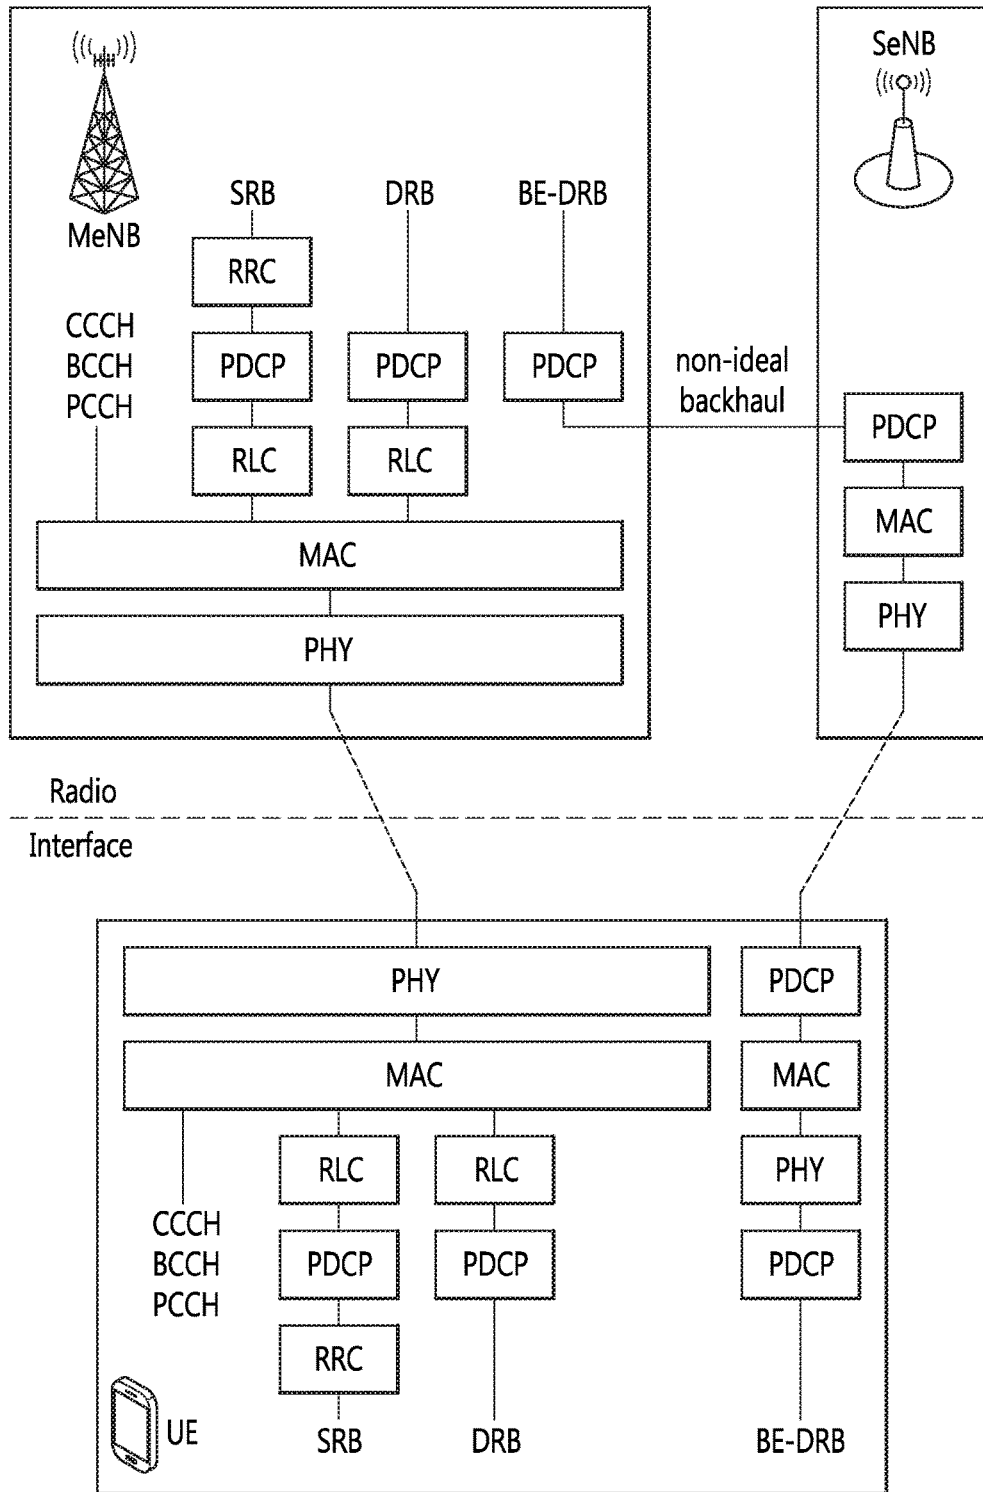 SeNB
MeNB
SRB
DRB
BE-DRB
RRC
CCCH
BCCH
PCCH
PDCP
PDCP
PDCP
non-ideal
backhaul
PDCP
RLC
RLC
MAC
MAC
PHY
PHY
Radio
Interface
PHY
PDCP
MAC
MAC
RLC
RLC
PHY
CCCH
BCCH
PCCH
PDCP
PDCP
PDCP
RRC
UE
SRB
DRB
BE-DRB